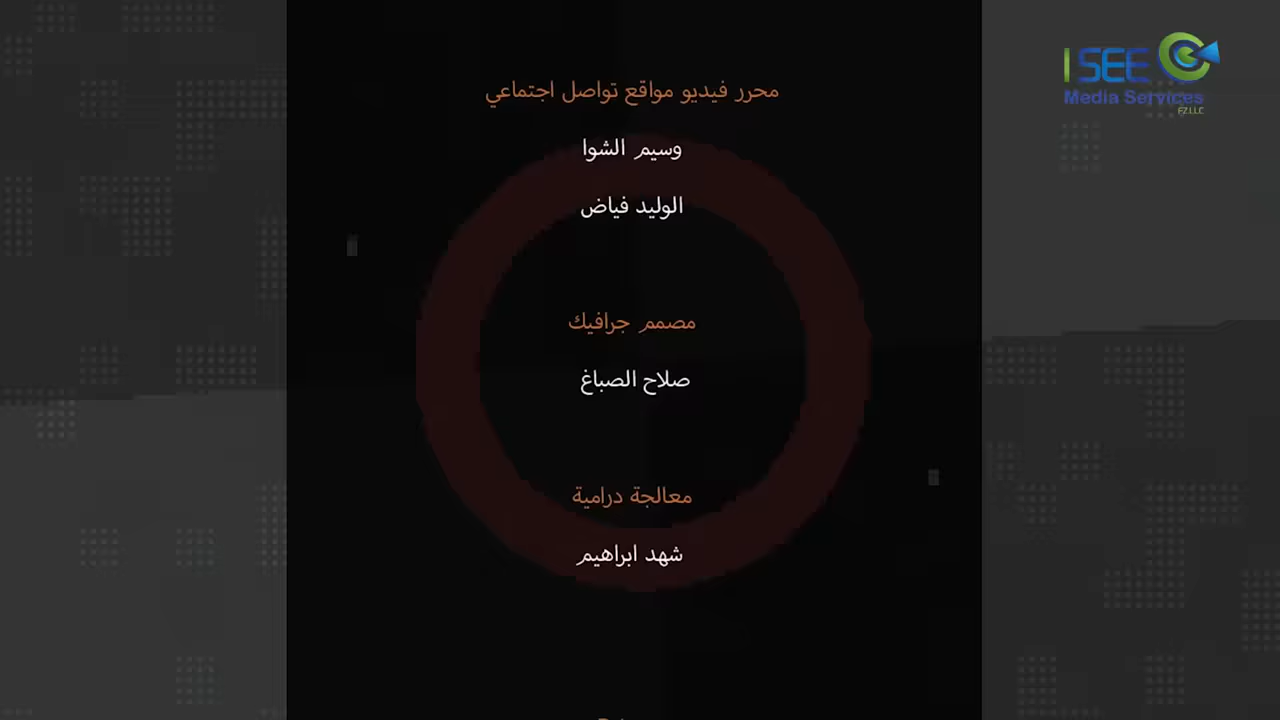 محرر فيديو مواقع تواصل اجتماعي
وسيم الشوا
الوليد فياض
مصمم جرافيك
صلاح الصباغ
معالجة درامية
شهد ابراهيم
I SEE
Media Services
FZ.LLC